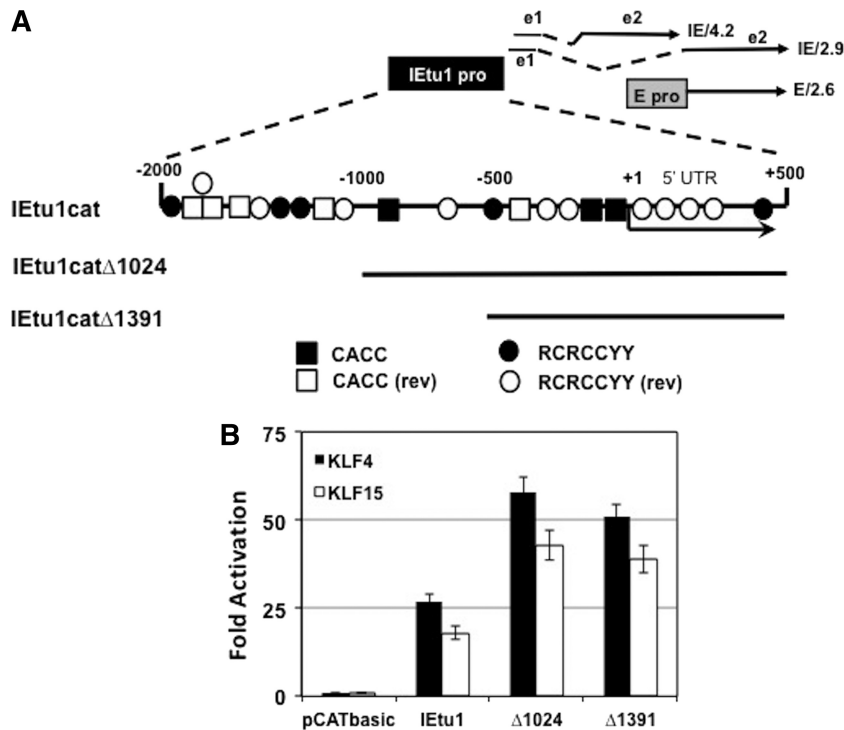 A
e1
e2
IE/4.2
e1
e2
IE/2.9
IEtu1 pro
E pro
E/2.6
-2000
-1000
-500
+1
5' UTR
+500
IEtu1cat
IEtu1catΔ1024
IEtu1catΔ1391
CACC
RCRCCYY
CACC (rev)
RCRCCYY (rev)
B
75
50
25
0
Fold Activation
KLF4
KLF15
pCATbasic
IEtu1
Δ1024
Δ1391